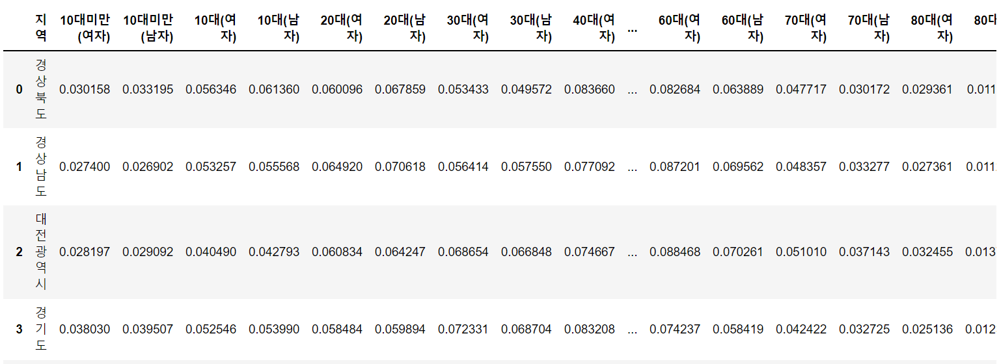 지역 10대미만(여자) 10대미만(남자) 10대(여자) 10대(남자) 20대(여자) 20대(남자) 30대(여자) 30대(남자) 40대(여자) ... 60대(여자) 60대(남자) 70대(여자) 70대(남자) 80대(여자) 80대
0 경상북도 0.030158 0.033195 0.056346 0.061360 0.060096 0.067859 0.053433 0.049572 0.083660 ... 0.082684 0.063889 0.047717 0.030172 0.029361 0.011
1 경상남도 0.027400 0.026902 0.053257 0.055568 0.064920 0.070618 0.056414 0.057550 0.077092 ... 0.087201 0.069562 0.048357 0.033277 0.027361 0.011
2 대전광역시 0.028197 0.029092 0.040490 0.042793 0.060834 0.064247 0.068654 0.066848 0.074667 ... 0.088468 0.070261 0.051010 0.037143 0.032455 0.013
3 경기도 0.038030 0.039507 0.052546 0.053990 0.058484 0.059894 0.072331 0.068704 0.083208 ... 0.074237 0.058419 0.042422 0.032725 0.025136 0.012